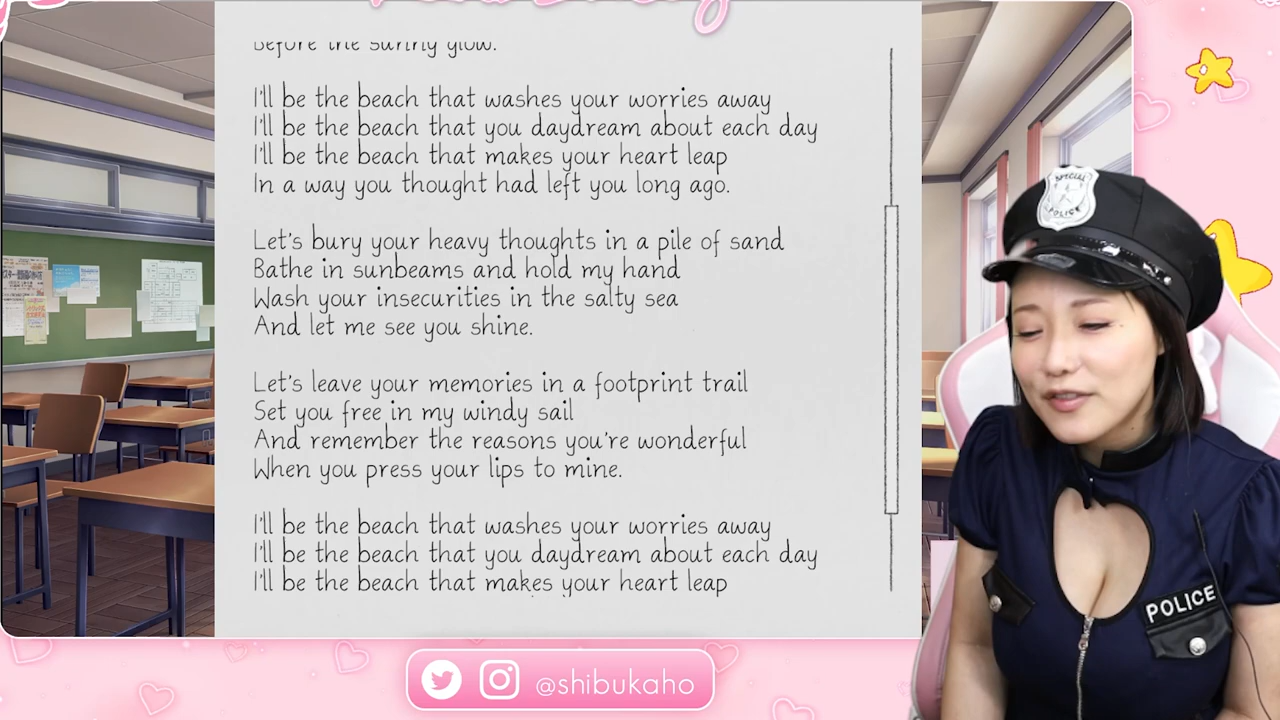 Before the sunny glow.
I'll be the beach that washes your worries away
I'll be the beach that you daydream about each day
I'll be the beach that makes your heart leap
In a way you thought had left you long ago.
Let's bury your heavy thoughts in a pile of sand
Bathe in sunbeams and hold my hand
Wash your insecurities in the salty sea
And let me see you shine.
Let's leave your memories in a footprint trail
Set you free in my windy sail
And remember the reasons you're wonderful
When you press your lips to mine.
I'll be the beach that washes your worries away
I'll be the beach that you daydream about each day
I'll be the beach that makes your heart leap
SPECIAL
POLICE
POLICE
@shibukaho